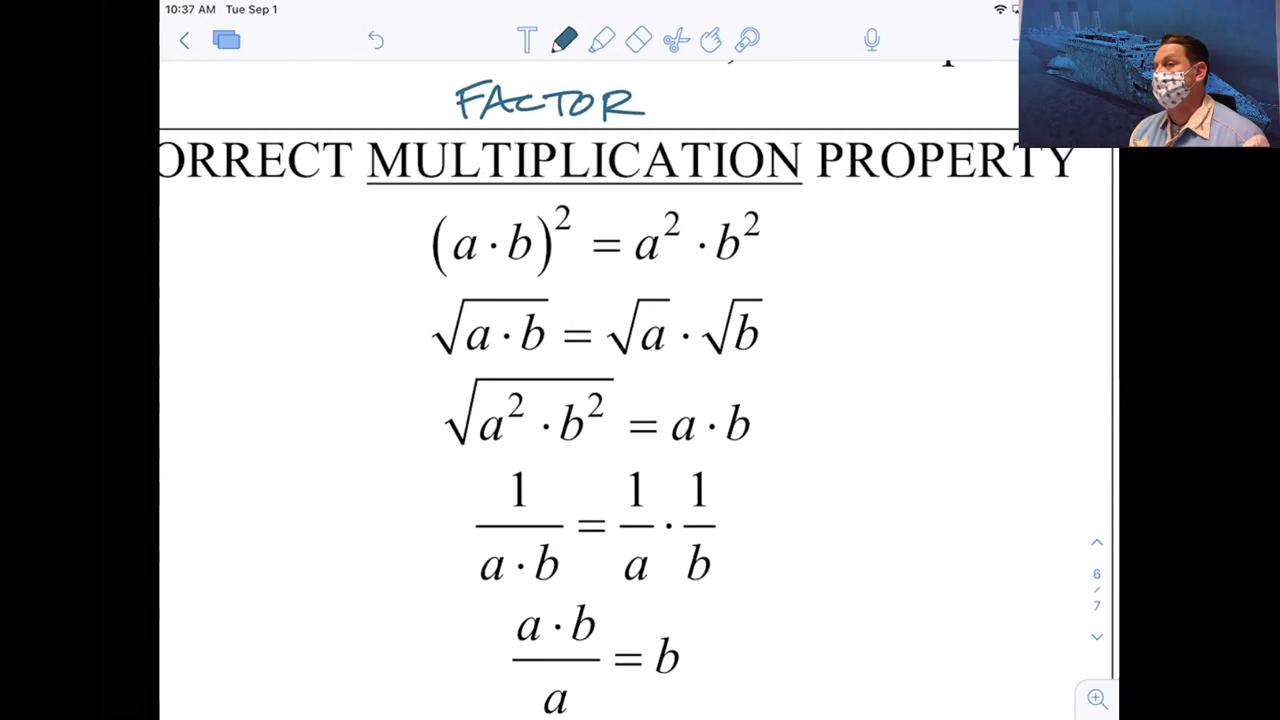 10:37 AM Tue Sep 1
T
FACTOR
ORRECT MULTIPLICATION PROPERTY
(a · b)² = a² · b²
√(a · b) = √a · √b
√(a² · b²) = a · b
1/(a · b) = 1/a · 1/b
(a · b)/a = b
6
/
7